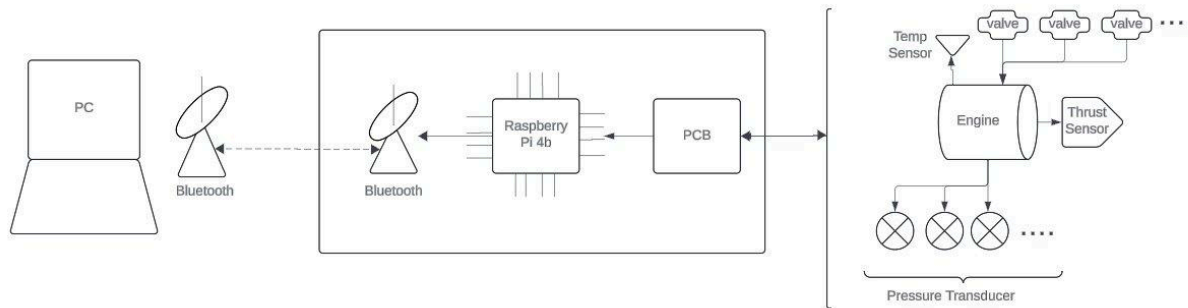 PC
Bluetooth
Bluetooth
Raspberry
Pi 4b
PCB
Temp
Sensor
valve
valve
valve
...
Engine
Thrust
Sensor
....
Pressure Transducer